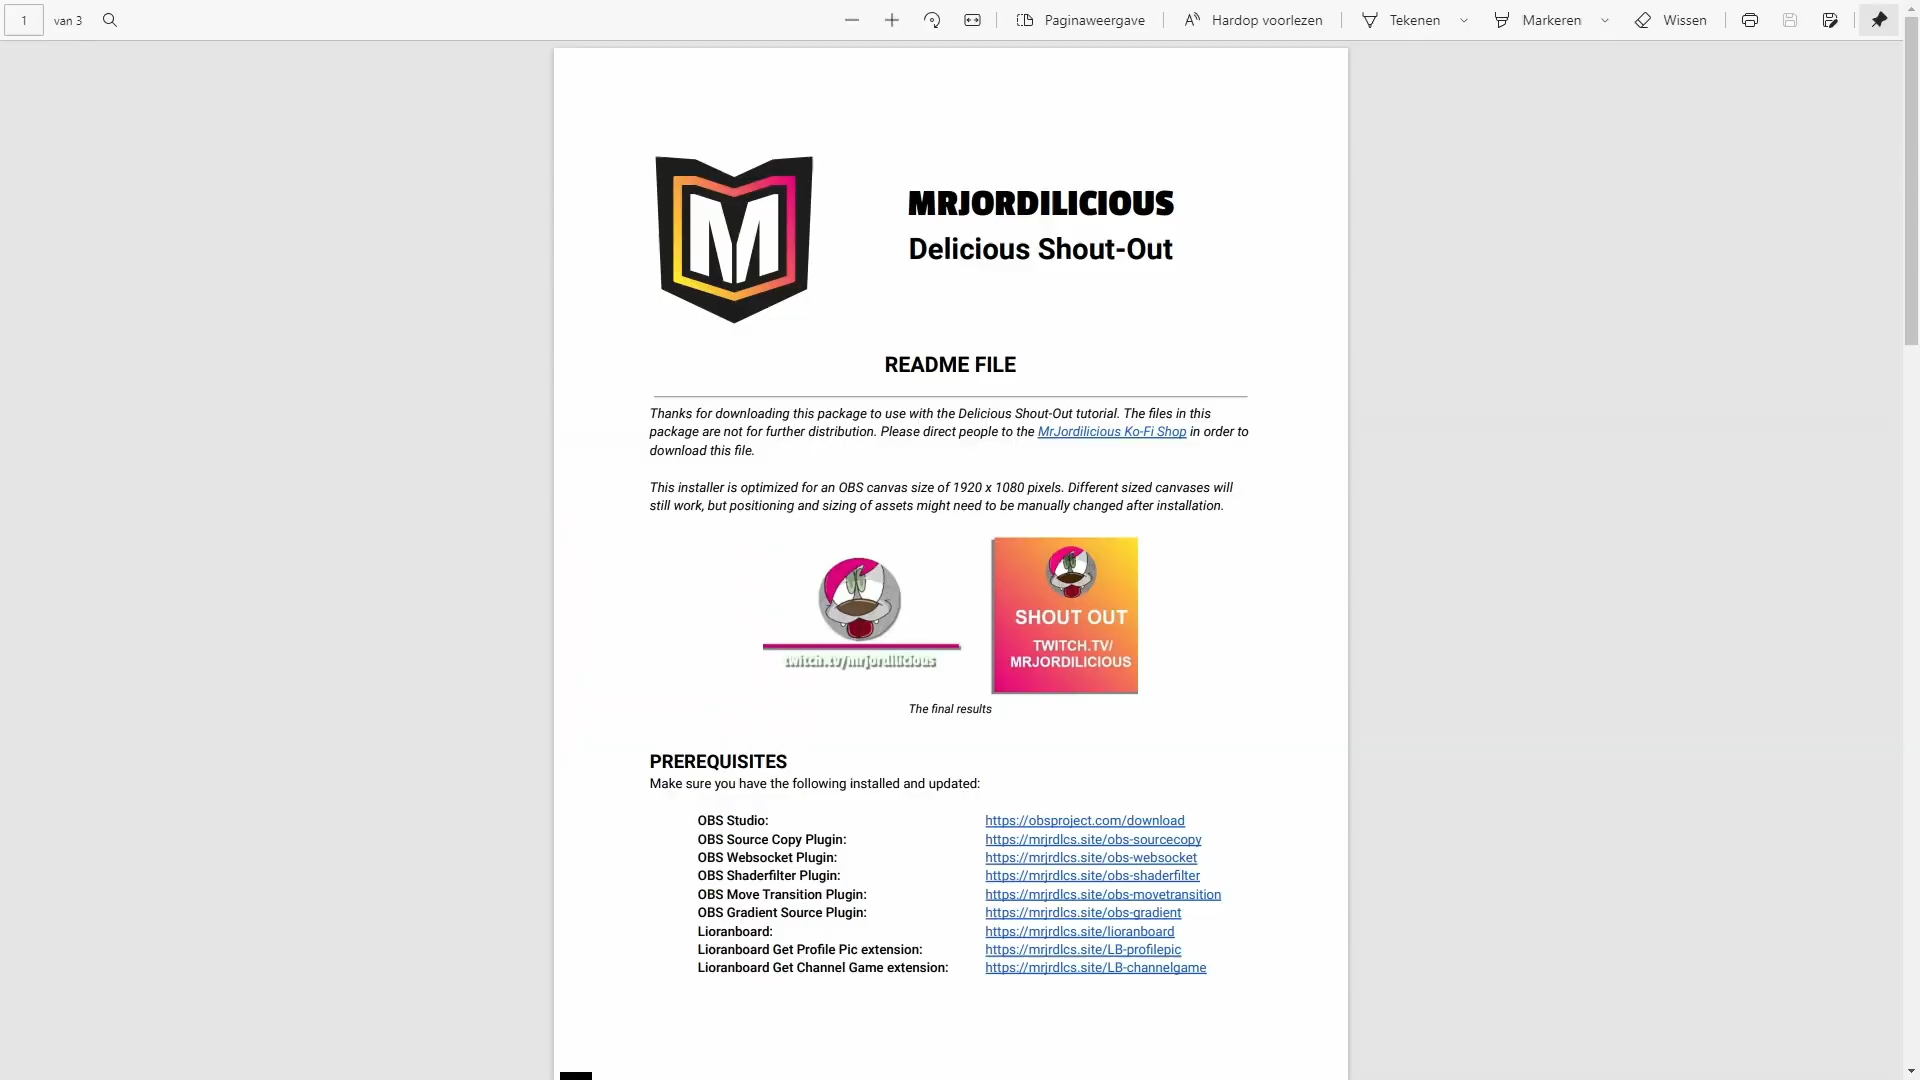 1 van 3 Paginaweergave Hardop voorlezen Tekenen Markeren Wissen
M
MRJORDILICIOUS
Delicious Shout-Out
README FILE
Thanks for downloading this package to use with the Delicious Shout-Out tutorial. The files in this
package are not for further distribution. Please direct people to the MrJordilicious Ko-Fi Shop in order to
download this file.
This installer is optimized for an OBS canvas size of 1920 x 1080 pixels. Different sized canvases will
still work, but positioning and sizing of assets might need to be manually changed after installation.
twitch.tv/mrjordilicious
SHOUT OUT
TWITCH.TV/
MRJORDILICIOUS
The final results
PREREQUISITES
Make sure you have the following installed and updated:
OBS Studio: https://obsproject.com/download
OBS Source Copy Plugin: https://mrjrdlcs.site/obs-sourcecopy
OBS Websocket Plugin: https://mrjrdlcs.site/obs-websocket
OBS Shaderfilter Plugin: https://mrjrdlcs.site/obs-shaderfilter
OBS Move Transition Plugin: https://mrjrdlcs.site/obs-movetransition
OBS Gradient Source Plugin: https://mrjrdlcs.site/obs-gradient
Lioranboard: https://mrjrdlcs.site/lioranboard
Lioranboard Get Profile Pic extension: https://mrjrdlcs.site/LB-profilepic
Lioranboard Get Channel Game extension: https://mrjrdlcs.site/LB-channelgame